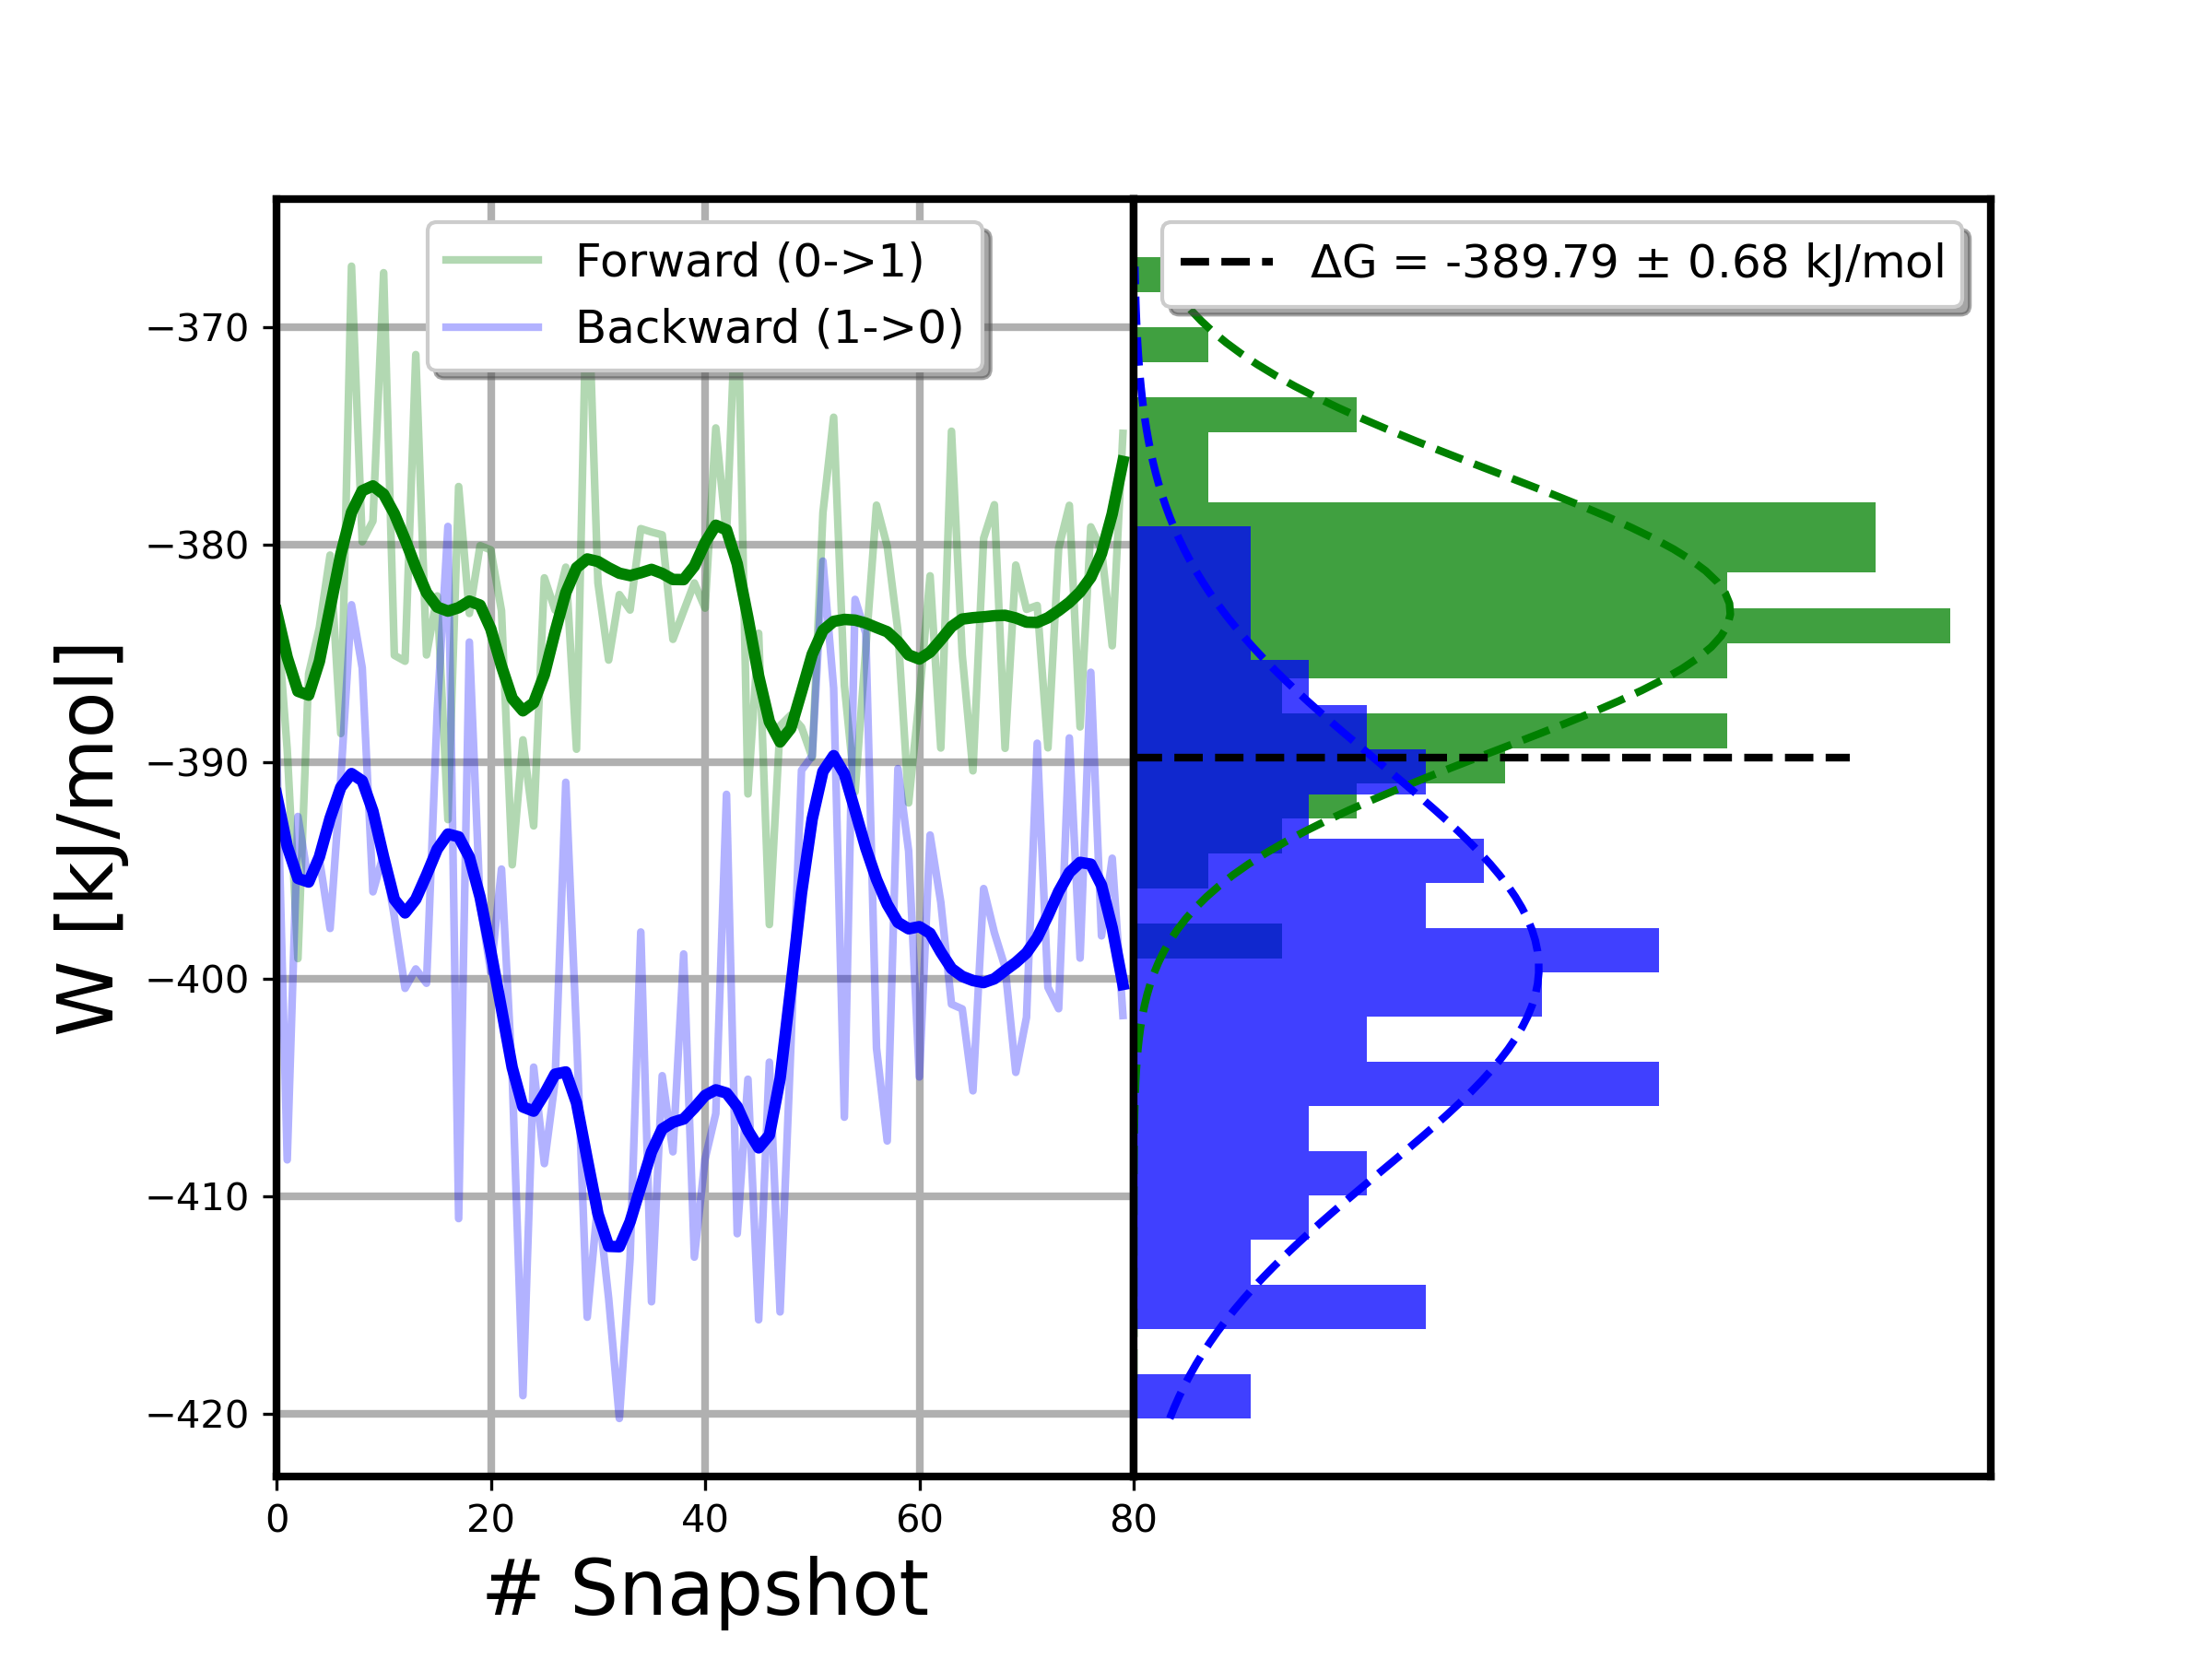 Forward (0->1)
Backward (1->0)
ΔG = -389.79 ± 0.68 kJ/mol
−370
−380
−390
−400
−410
−420
W [kJ/mol]
0 20 40 60 80
# Snapshot